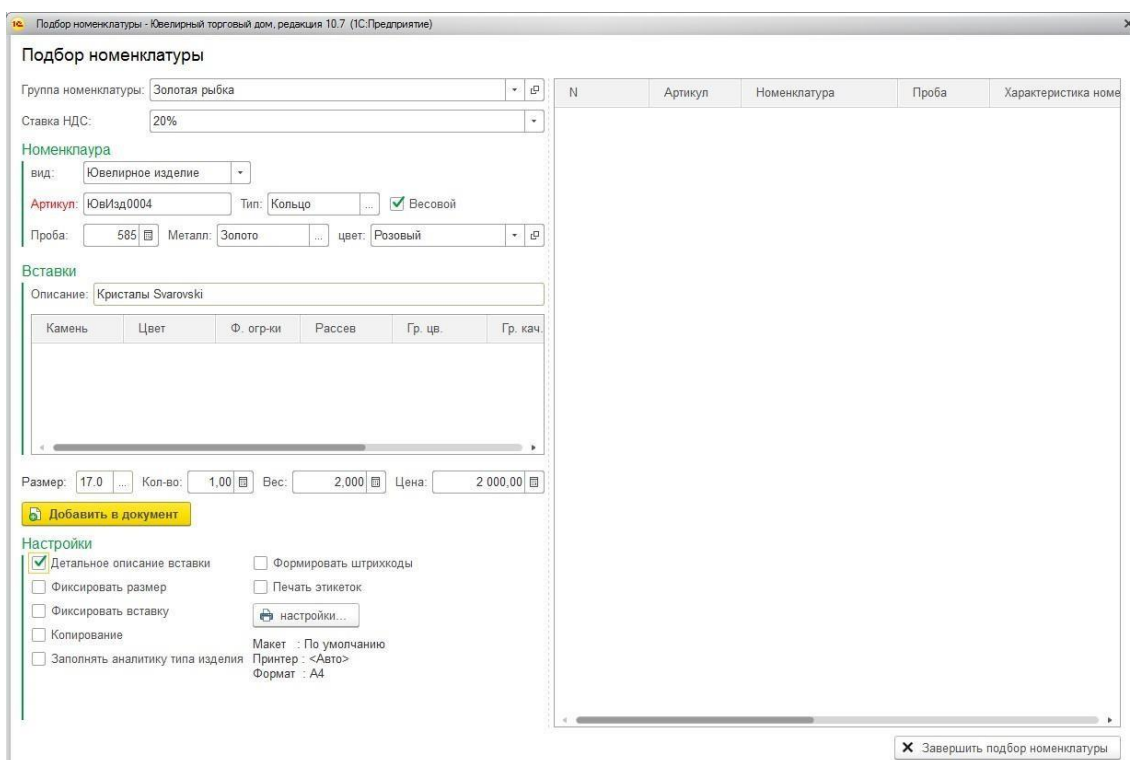 Подбор номенклатуры - Ювелирный торговый дом, редакция 10.7 (1С:Предприятие)
Подбор номенклатуры
Группа номенклатуры: Золотая рыбка
Ставка НДС: 20%
Номенклаура
вид: Ювелирное изделие
Артикул: ЮвИзд0004 Тип: Кольцо ... Весовой
Проба: 585 Металл: Золото ... цвет: Розовый
Вставки
Описание: Кристалы Svarovski
Камень Цвет Ф. огр-ки Рассев Гр. цв. Гр. кач.
Размер: 17.0 ... Кол-во: 1,00 Вес: 2,000 Цена: 2 000,00
Добавить в документ
Настройки
Детальное описание вставки Формировать штрихкоды
Фиксировать размер Печать этикеток
Фиксировать вставку настройки...
Копирование
Заполнять аналитику типа изделия
Макет : По умолчанию
Принтер : <Авто>
Формат : А4
N Артикул Номенклатура Проба Характеристика номе
Завершить подбор номенклатуры